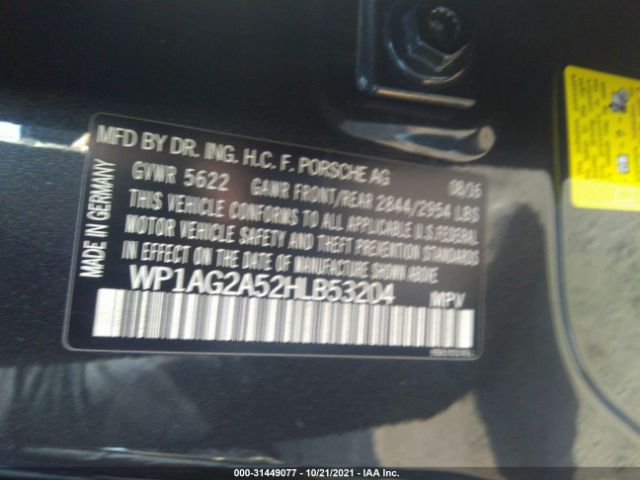 MFD BY DR. ING. H.C. F. PORSCHE AG
08/16
GVWR 5622 GAWR FRONT/REAR 2844/2954 LBS
THIS VEHICLE CONFORMS TO ALL APPLICABLE U.S. FEDERAL
MOTOR VEHICLE SAFETY AND THEFT PREVENTION STANDARDS
IN EFFECT ON THE DATE OF MANUFACTURE SHOWN ABOVE.
WP1AG2A52HLB53204 MPV
MADE IN GERMANY
000-31449077 - 10/21/2021 - IAA Inc.